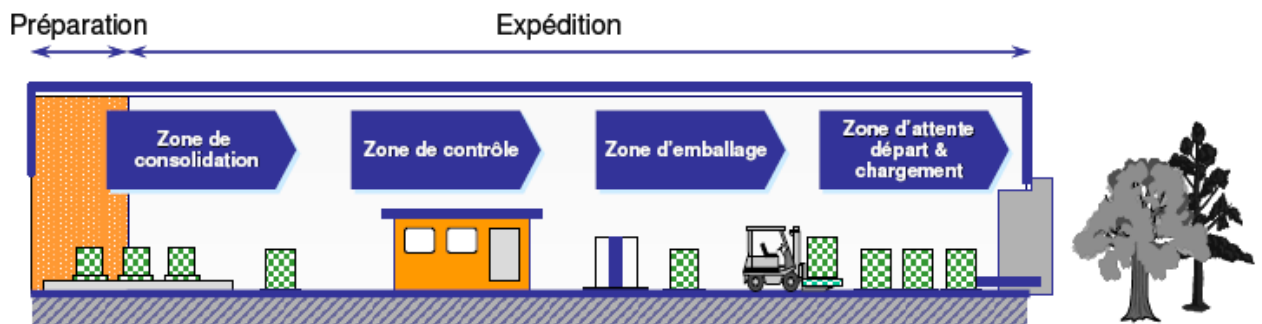 Préparation
Expédition
Zone de
consolidation
Zone de contrôle
Zone d'emballage
Zone d'attente
départ &
chargement